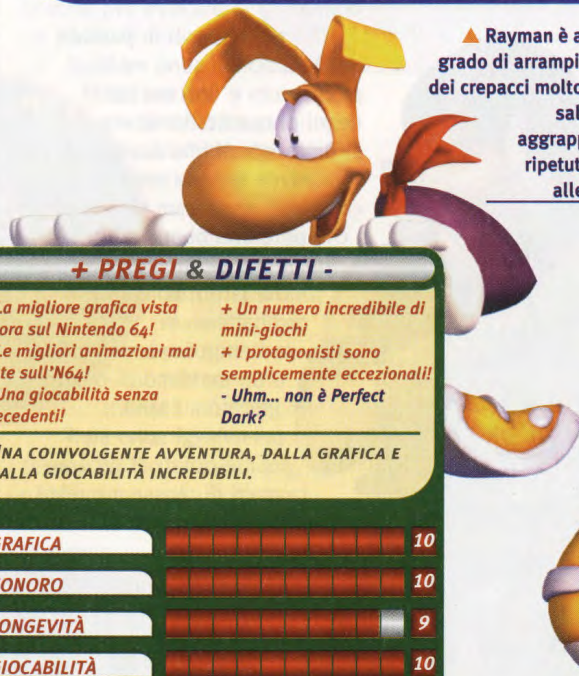 ▲ Rayman è a
grado di arrampi
dei crepacci molto
sal
aggrapp
ripetut
alle
+ PREGI & DIFETTI -
La migliore grafica vista
ora sul Nintendo 64!
Le migliori animazioni mai
te sull'N64!
Una giocabilità senza
ecedenti!
+ Un numero incredibile di
mini-giochi
+ I protagonisti sono
semplicemente eccezionali!
- Uhm... non è Perfect
Dark?
NA COINVOLGENTE AVVENTURA, DALLA GRAFICA E
ALLA GIOCABILITÀ INCREDIBILI.
RAFICA 10
ONORO 10
ONGEVITÀ 9
IOCABILITÀ 10